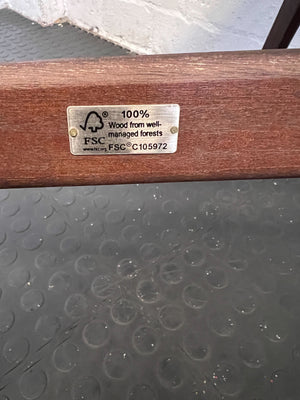 100%
Wood from well-
managed forests
FSC
www.fsc.org FSC® C105972